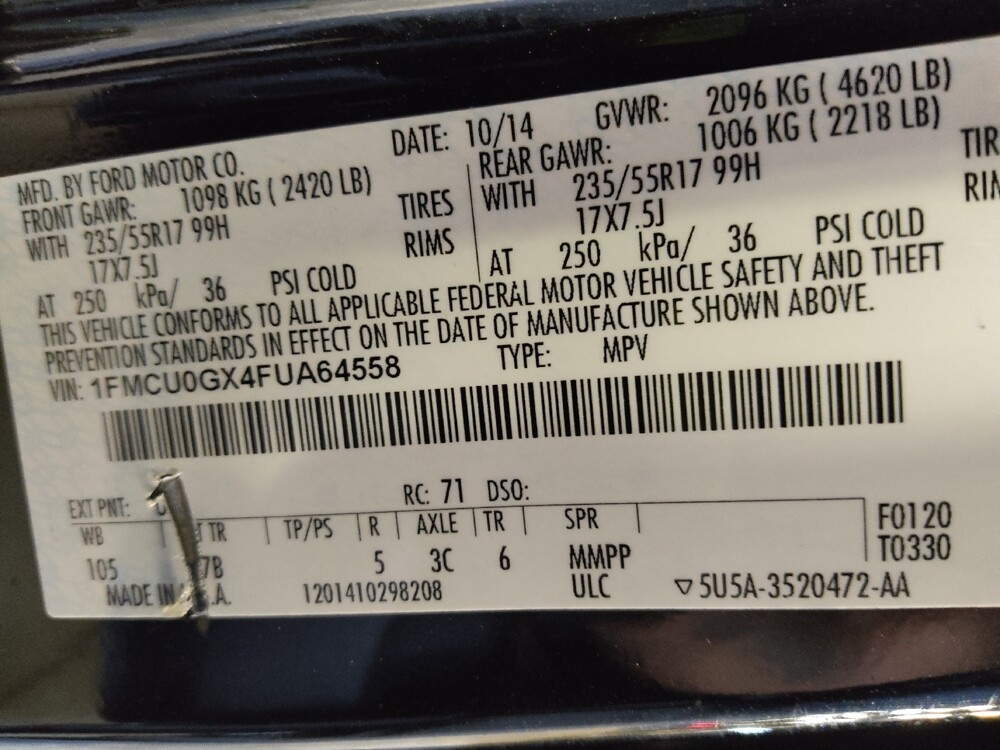 MFD. BY FORD MOTOR CO. DATE: 10/14 GVWR: 2096 KG ( 4620 LB)
FRONT GAWR: 1098 KG ( 2420 LB) REAR GAWR: 1006 KG ( 2218 LB)
WITH 235/55R17 99H TIRES WITH 235/55R17 99H TIR
17X7.5J RIMS 17X7.5J RIM
AT 250 kPa/ 36 PSI COLD AT 250 kPa/ 36 PSI COLD
THIS VEHICLE CONFORMS TO ALL APPLICABLE FEDERAL MOTOR VEHICLE SAFETY AND THEFT
PREVENTION STANDARDS IN EFFECT ON THE DATE OF MANUFACTURE SHOWN ABOVE.
VIN: 1FMCU0GX4FUA64558 TYPE: MPV
EXT PNT: RC: 71 DSO:
WB TR TP/PS R AXLE TR SPR F0120
105 7B 5 3C 6 MMPP T0330
MADE IN .A. 1201410298208 ULC ▽5U5A-3520472-AA